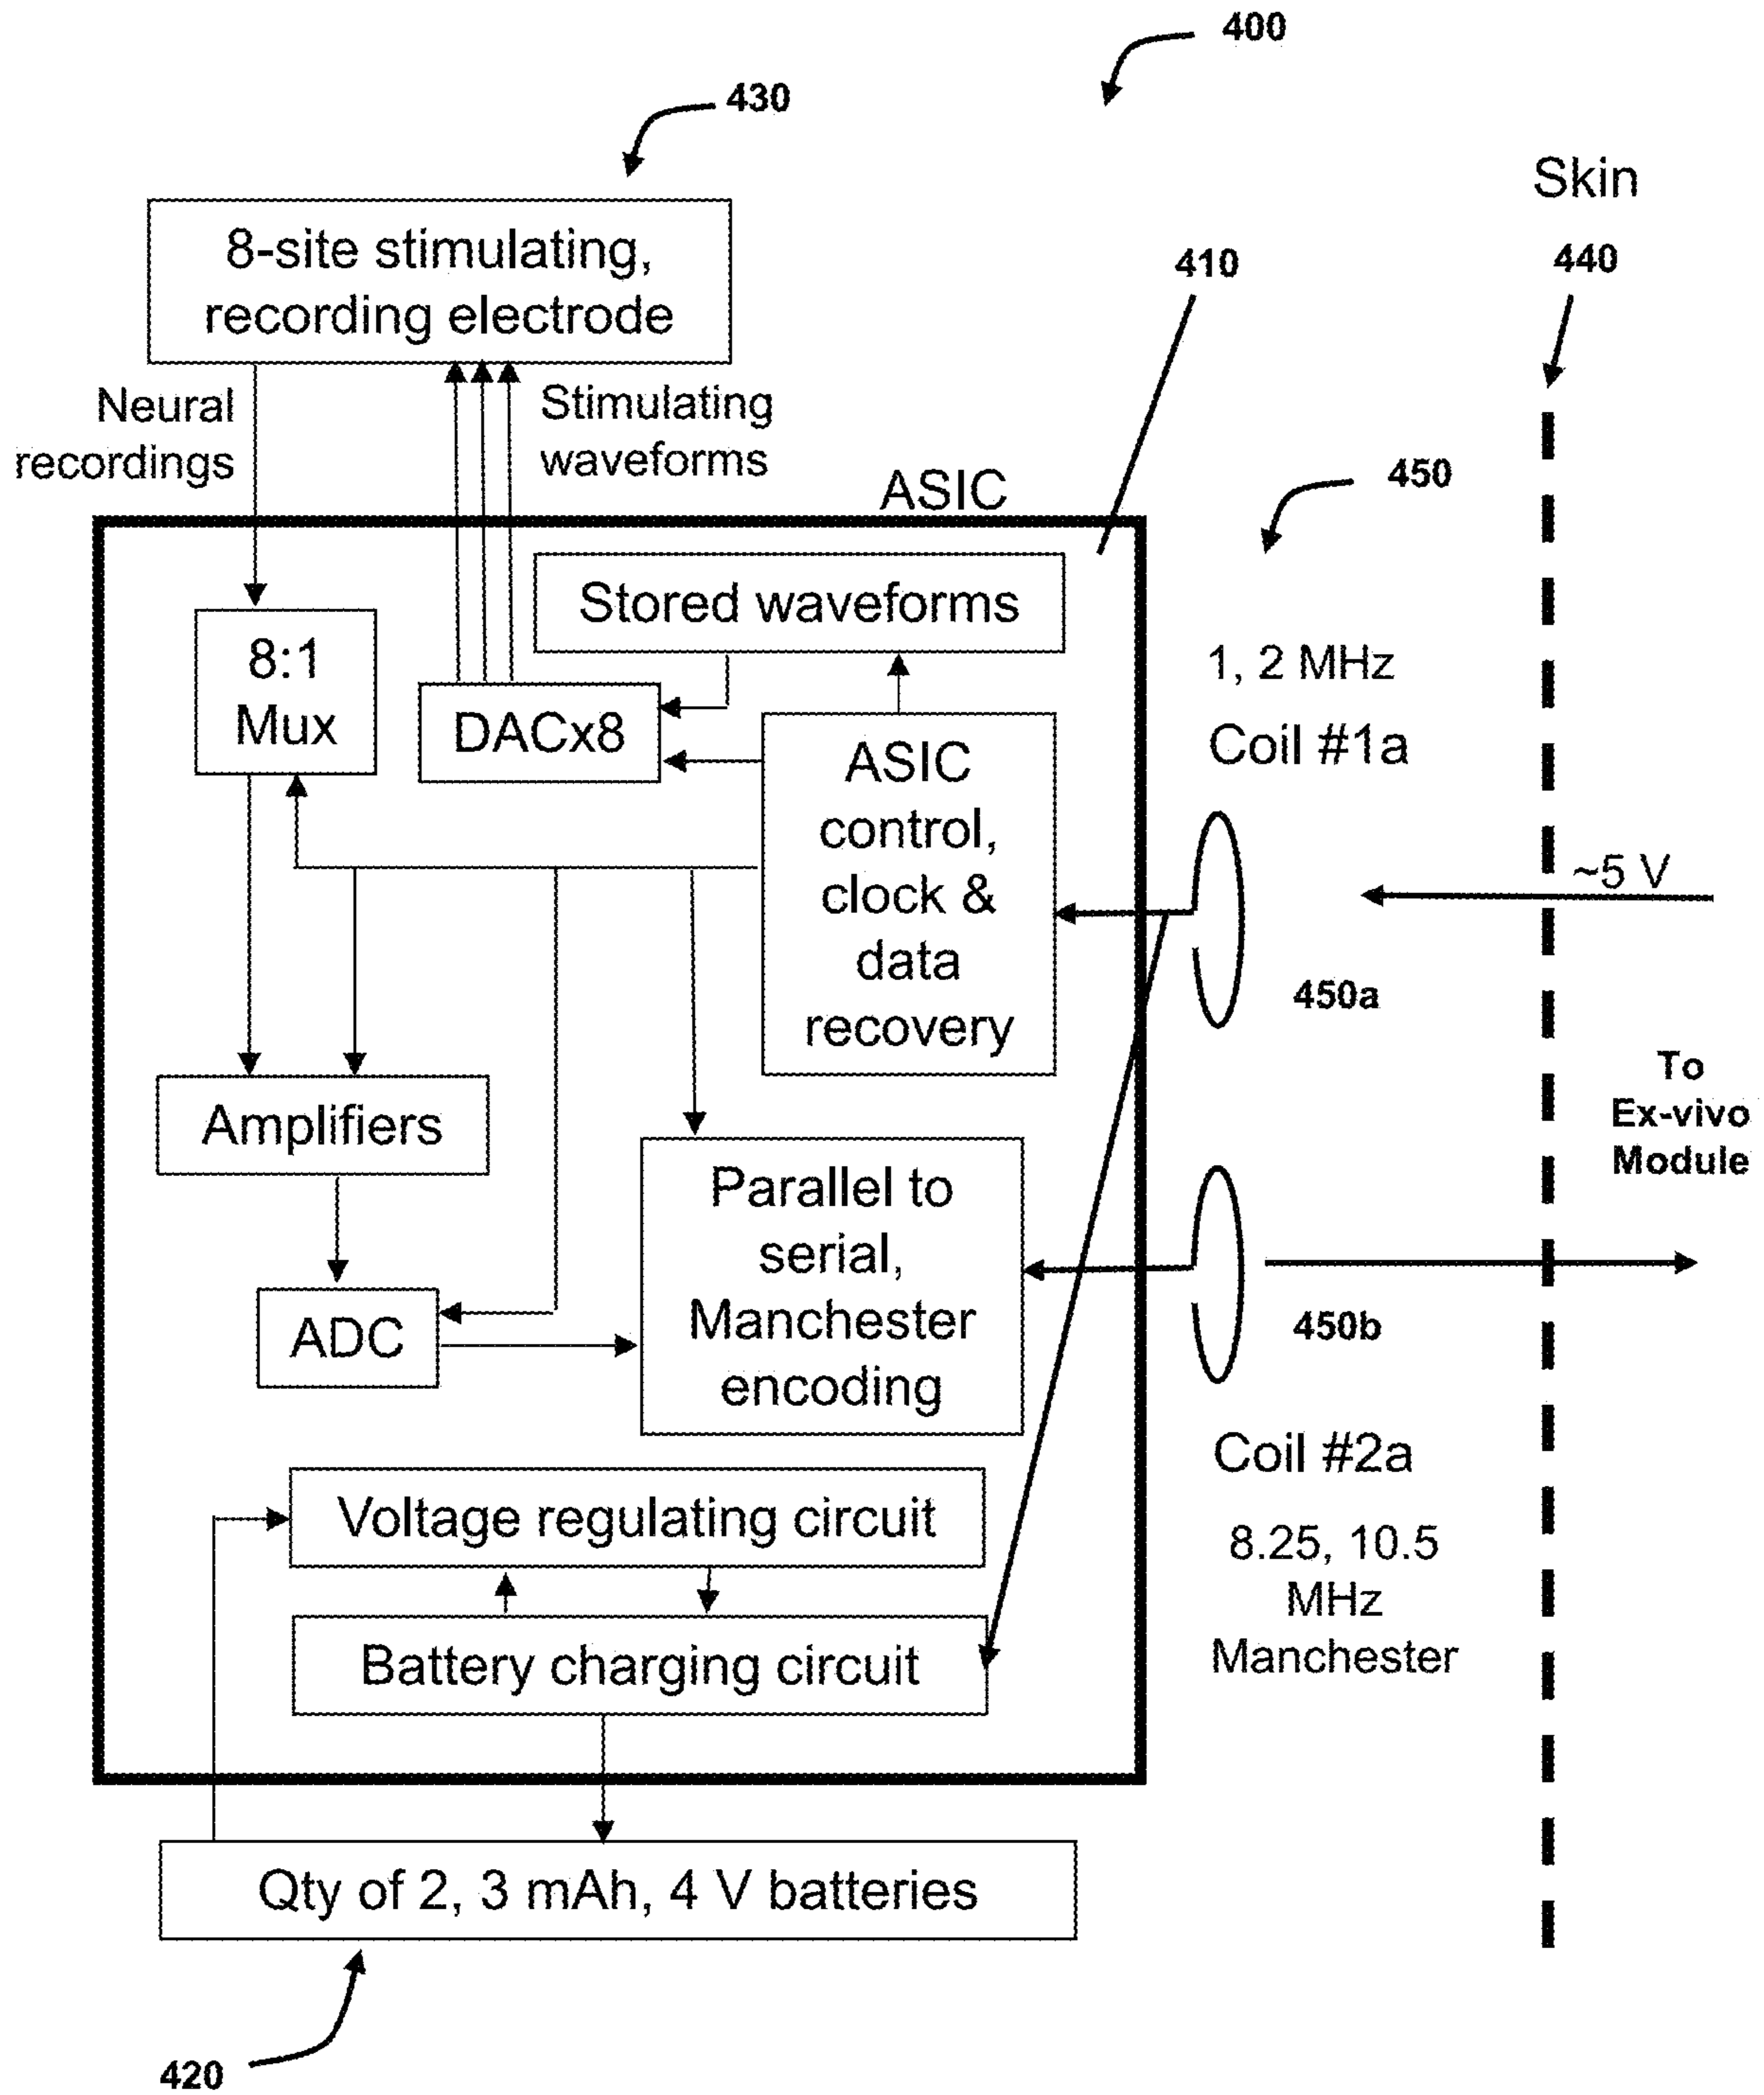 400
430
Skin
8-site stimulating,
recording electrode
410
440
Neural
recordings
Stimulating
waveforms
ASIC
450
Stored waveforms
8:1
Mux
DACx8
1, 2 MHz
Coil #1a
ASIC
control,
clock &
data
recovery
~5 V
450a
To
Ex-vivo
Module
Amplifiers
Parallel to
serial,
Manchester
encoding
ADC
450b
Coil #2a
8.25, 10.5
MHz
Manchester
Voltage regulating circuit
Battery charging circuit
Qty of 2, 3 mAh, 4 V batteries
420